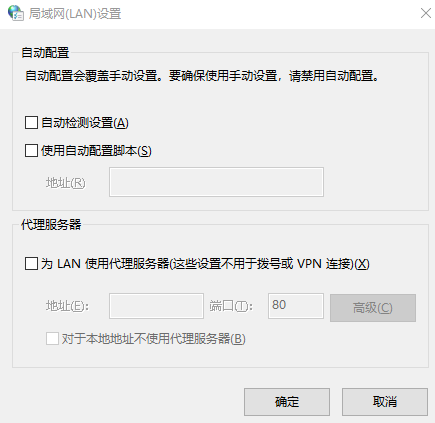 局域网(LAN)设置
自动配置
自动配置会覆盖手动设置。要确保使用手动设置，请禁用自动配置。
自动检测设置(A)
使用自动配置脚本(S)
地址(R)
代理服务器
为 LAN 使用代理服务器(这些设置不用于拨号或 VPN 连接)(X)
地址(E): 端口(T): 80 高级(C)
对于本地地址不使用代理服务器(B)
确定 取消